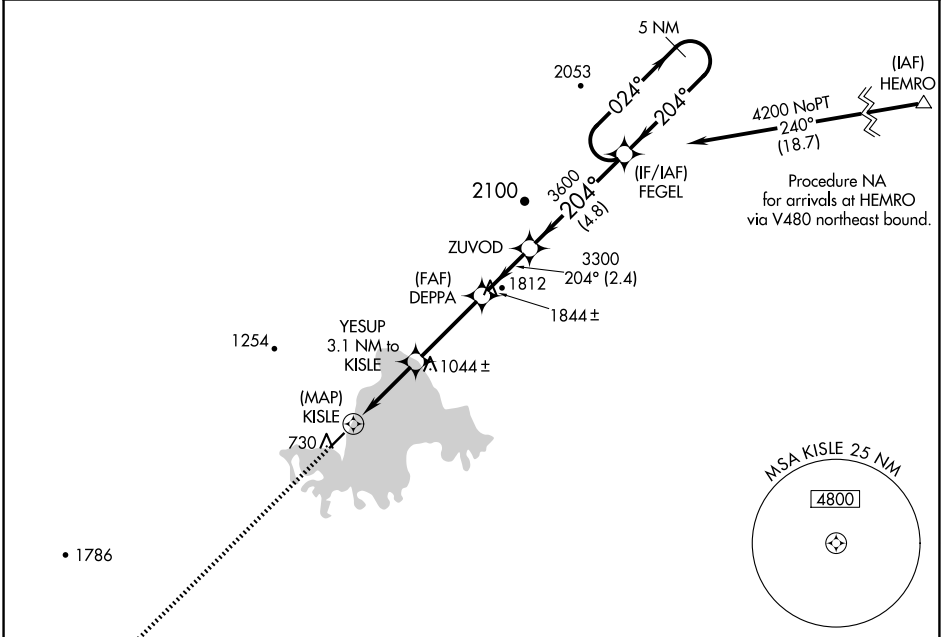 5 NM
2053
(IAF)
HEMRO
024°
204°
4200 NoPT
240°
(18.7)
(IF/IAF)
FEGEL
Procedure NA
for arrivals at HEMRO
via V480 northeast bound.
2100
3600
204°
(4.8)
ZUVOD
3300
204° (2.4)
(FAF)
DEPPA
1812
1844±
1254
YESUP
3.1 NM to
KISLE
1044±
(MAP)
KISLE
730
MSA KISLE 25 NM
4800
1786